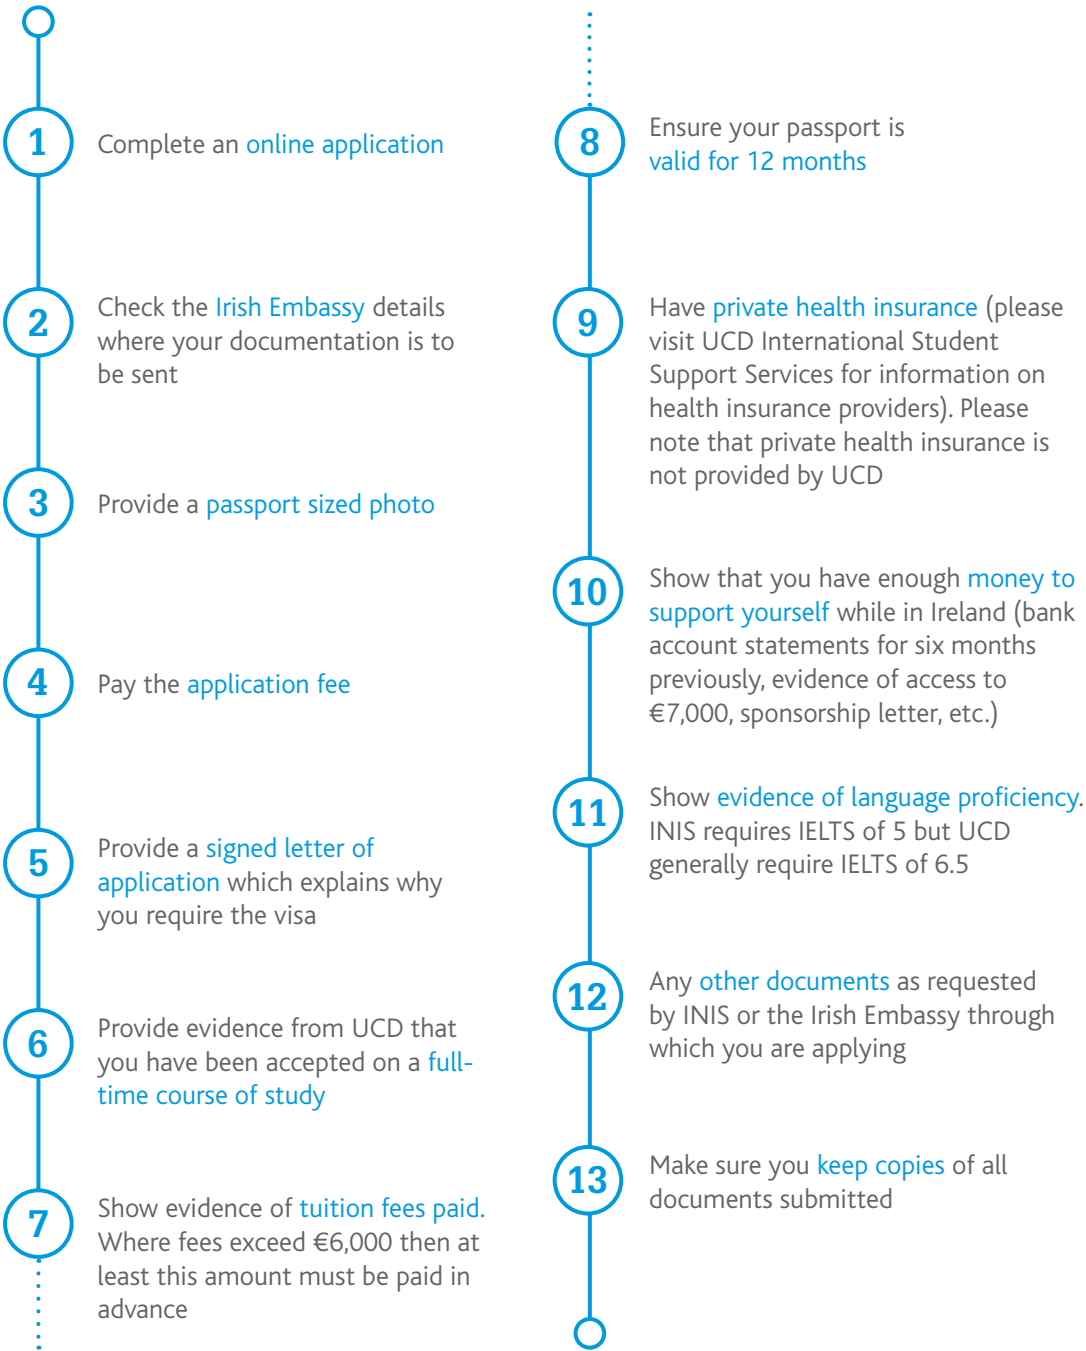 1
Complete an online application
2
Check the Irish Embassy details
where your documentation is to
be sent
3
Provide a passport sized photo
4
Pay the application fee
5
Provide a signed letter of
application which explains why
you require the visa
6
Provide evidence from UCD that
you have been accepted on a full-
time course of study
7
Show evidence of tuition fees paid.
Where fees exceed €6,000 then at
least this amount must be paid in
advance
8
Ensure your passport is
valid for 12 months
9
Have private health insurance (please
visit UCD International Student
Support Services for information on
health insurance providers). Please
note that private health insurance is
not provided by UCD
10
Show that you have enough money to
support yourself while in Ireland (bank
account statements for six months
previously, evidence of access to
€7,000, sponsorship letter, etc.)
11
Show evidence of language proficiency.
INIS requires IELTS of 5 but UCD
generally require IELTS of 6.5
12
Any other documents as requested
by INIS or the Irish Embassy through
which you are applying
13
Make sure you keep copies of all
documents submitted